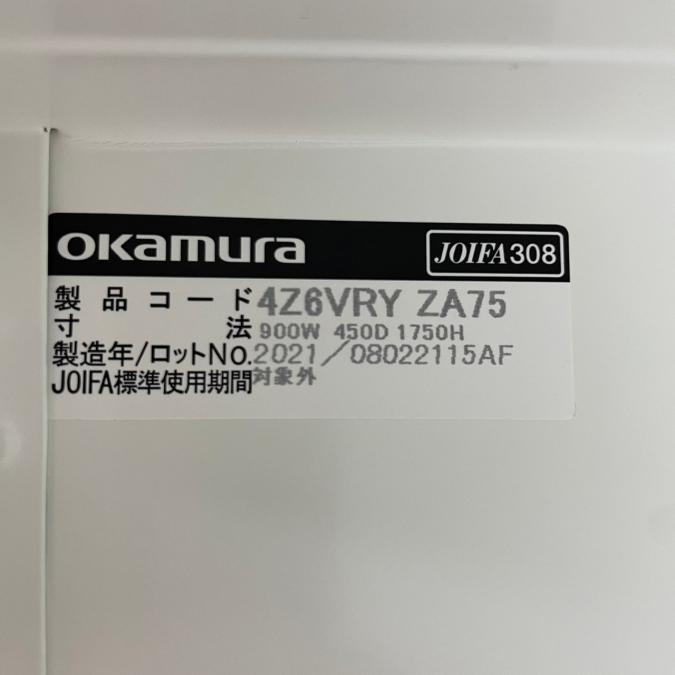 okamura JOIFA308
製品コード 4Z6VRY ZA75
寸法 900W 450D 1750H
製造年/ロットNo. 2021/08022115AF
JOIFA標準使用期間 対象外